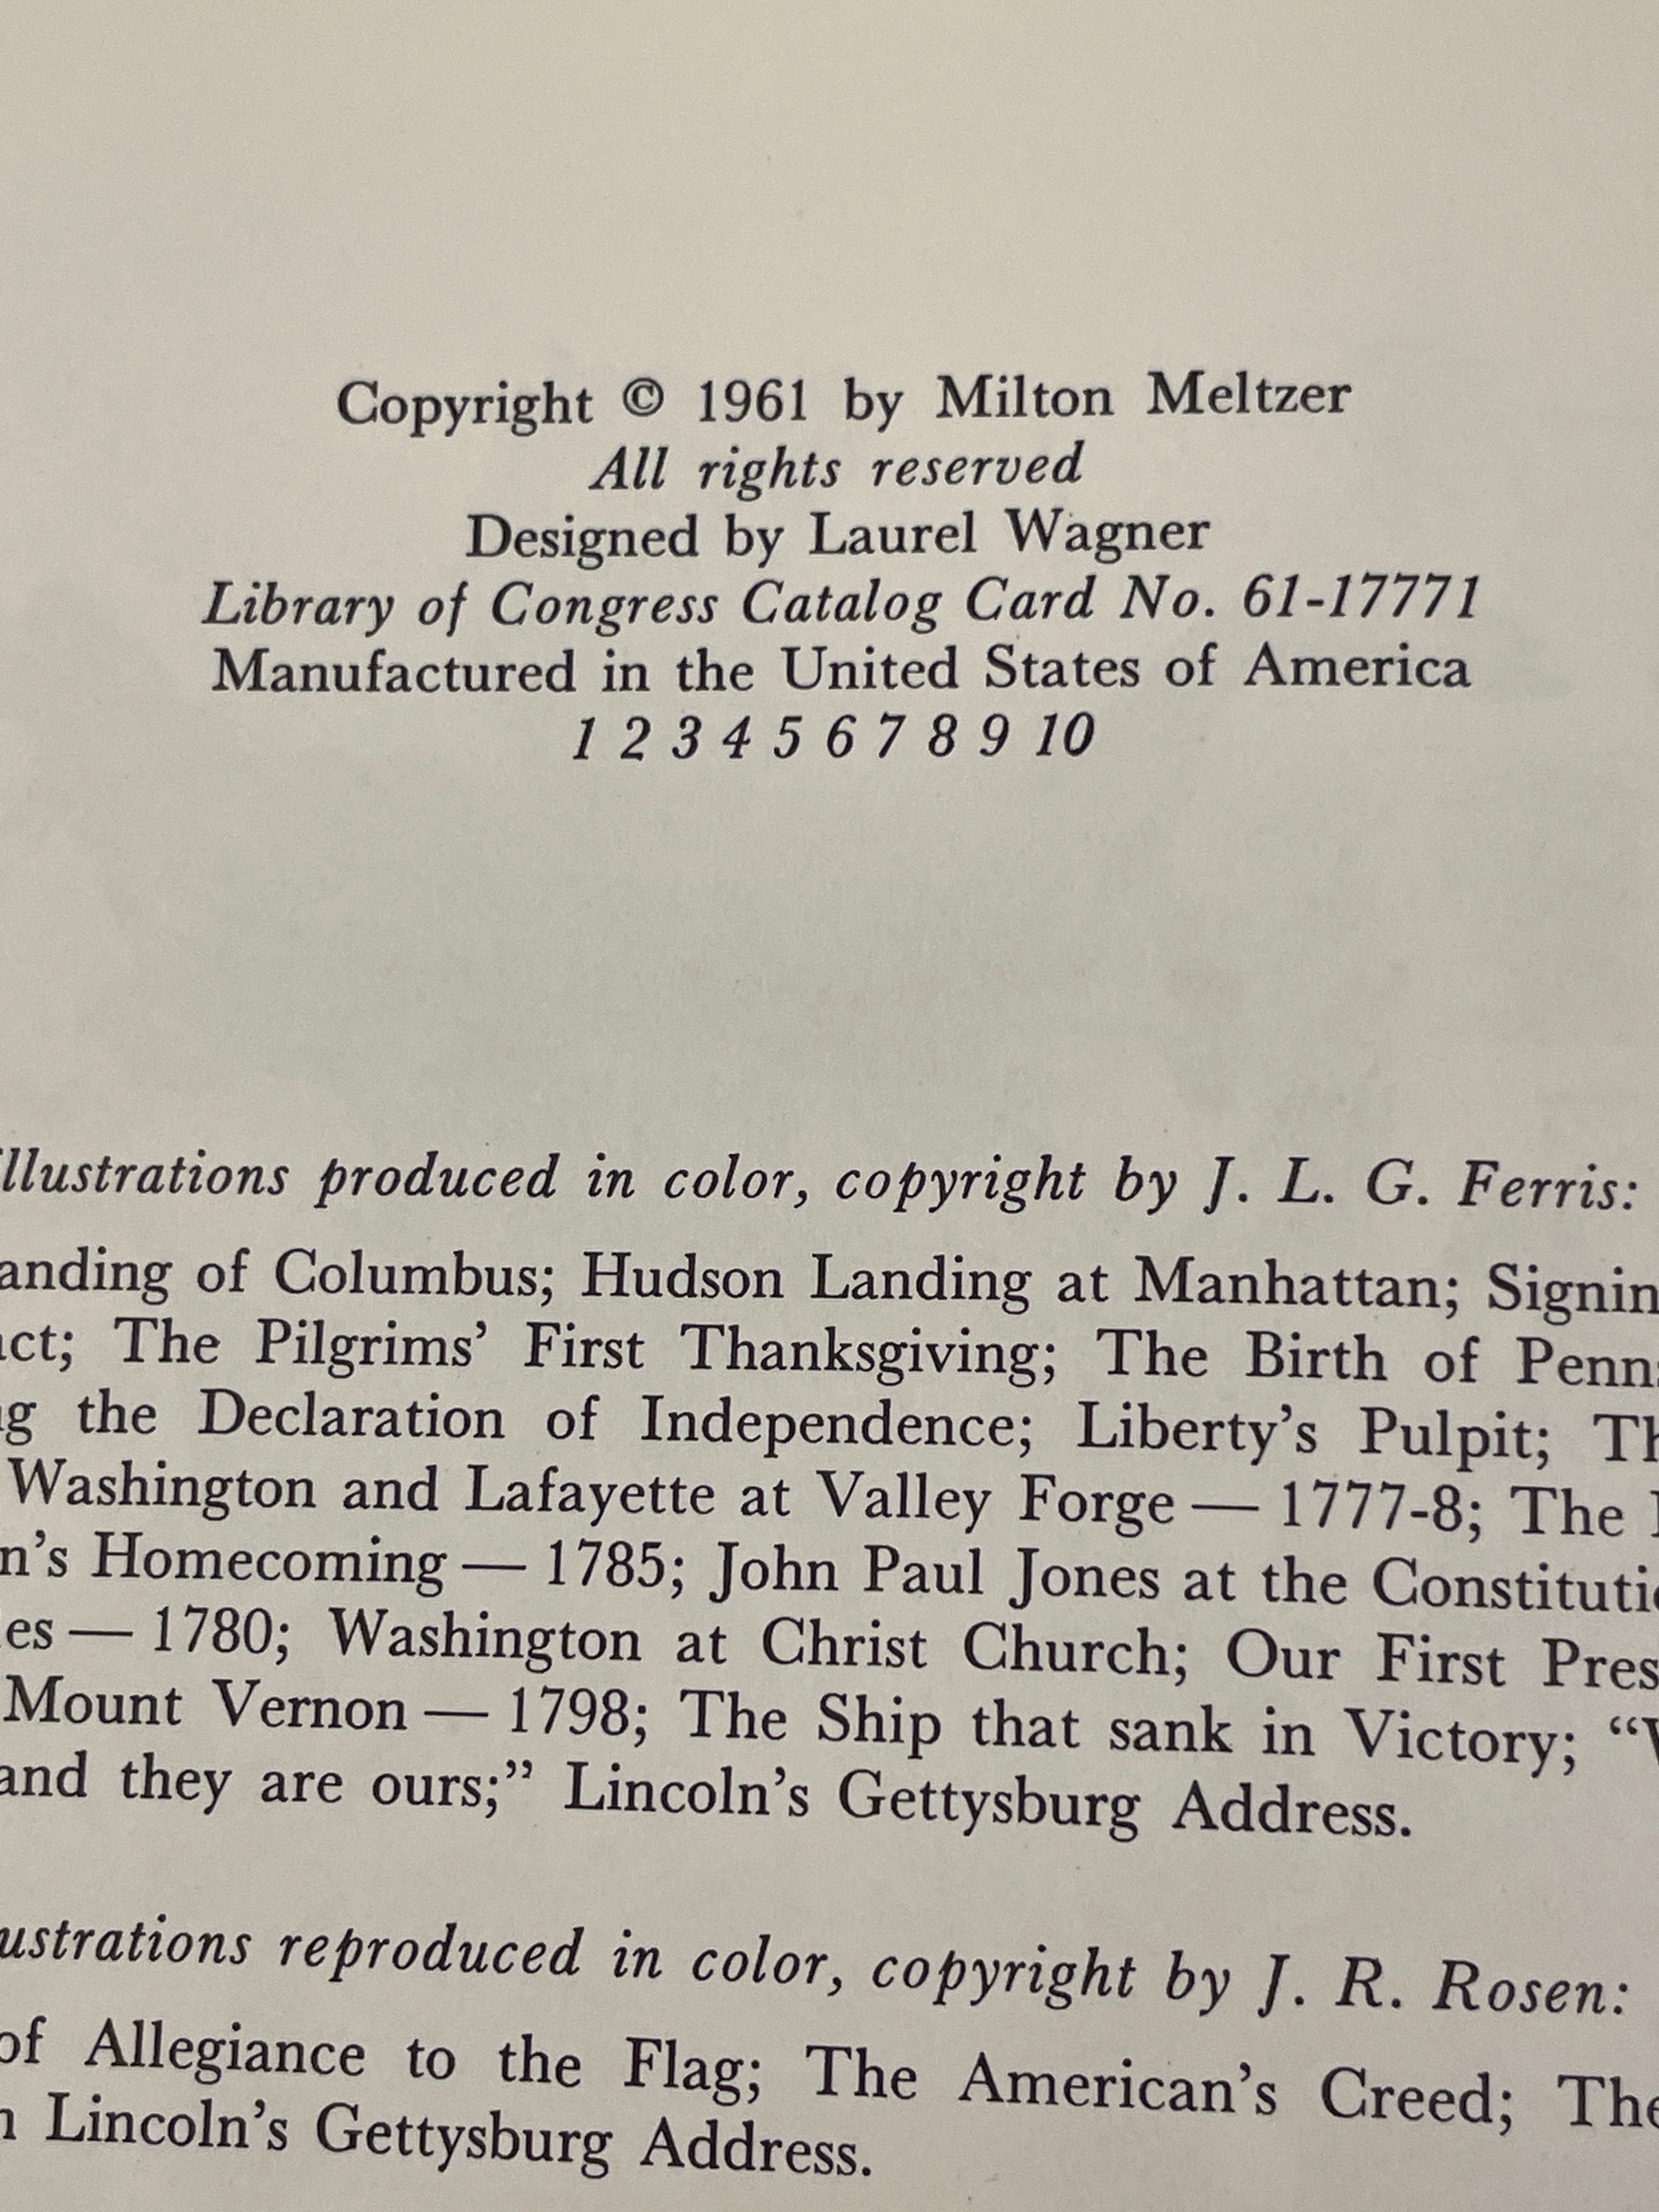 Copyright © 1961 by Milton Meltzer
All rights reserved
Designed by Laurel Wagner
Library of Congress Catalog Card No. 61-17771
Manufactured in the United States of America
1 2 3 4 5 6 7 8 9 10
illustrations produced in color, copyright by J. L. G. Ferris:
anding of Columbus; Hudson Landing at Manhattan; Signin
act; The Pilgrims’ First Thanksgiving; The Birth of Penns
ng the Declaration of Independence; Liberty’s Pulpit; Th
Washington and Lafayette at Valley Forge — 1777-8; The
n’s Homecoming — 1785; John Paul Jones at the Constitutio
es — 1780; Washington at Christ Church; Our First Pres
Mount Vernon — 1798; The Ship that sank in Victory; “W
and they are ours;” Lincoln’s Gettysburg Address.
ustrations reproduced in color, copyright by J. R. Rosen:
of Allegiance to the Flag; The American’s Creed; The
n Lincoln’s Gettysburg Address.